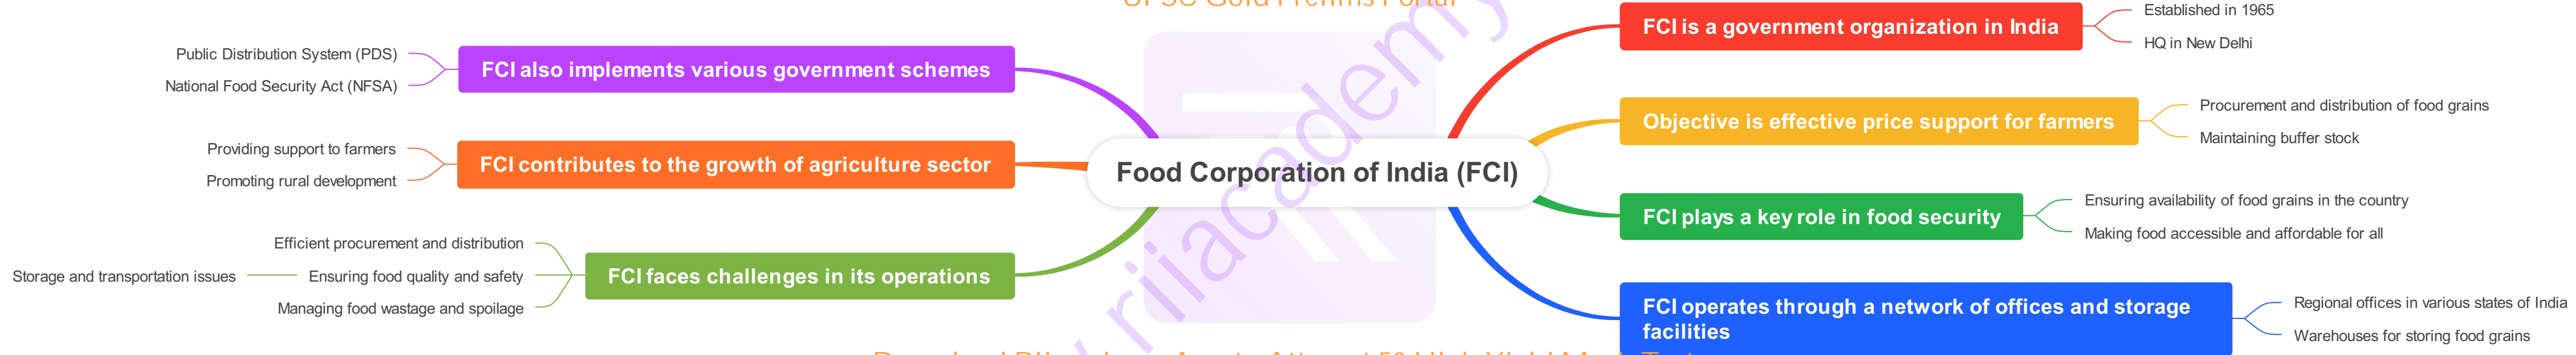 UPSC Gold Prelims Portal
Food Corporation of India (FCI)
FCI is a government organization in India
Established in 1965
HQ in New Delhi
Objective is effective price support for farmers
Procurement and distribution of food grains
Maintaining buffer stock
FCI plays a key role in food security
Ensuring availability of food grains in the country
Making food accessible and affordable for all
FCI operates through a network of offices and storage
facilities
Regional offices in various states of India
Warehouses for storing food grains
FCI also implements various government schemes
Public Distribution System (PDS)
National Food Security Act (NFSA)
FCI contributes to the growth of agriculture sector
Providing support to farmers
Promoting rural development
FCI faces challenges in its operations
Efficient procurement and distribution
Ensuring food quality and safety
Storage and transportation issues
Managing food wastage and spoilage
rijiacademy